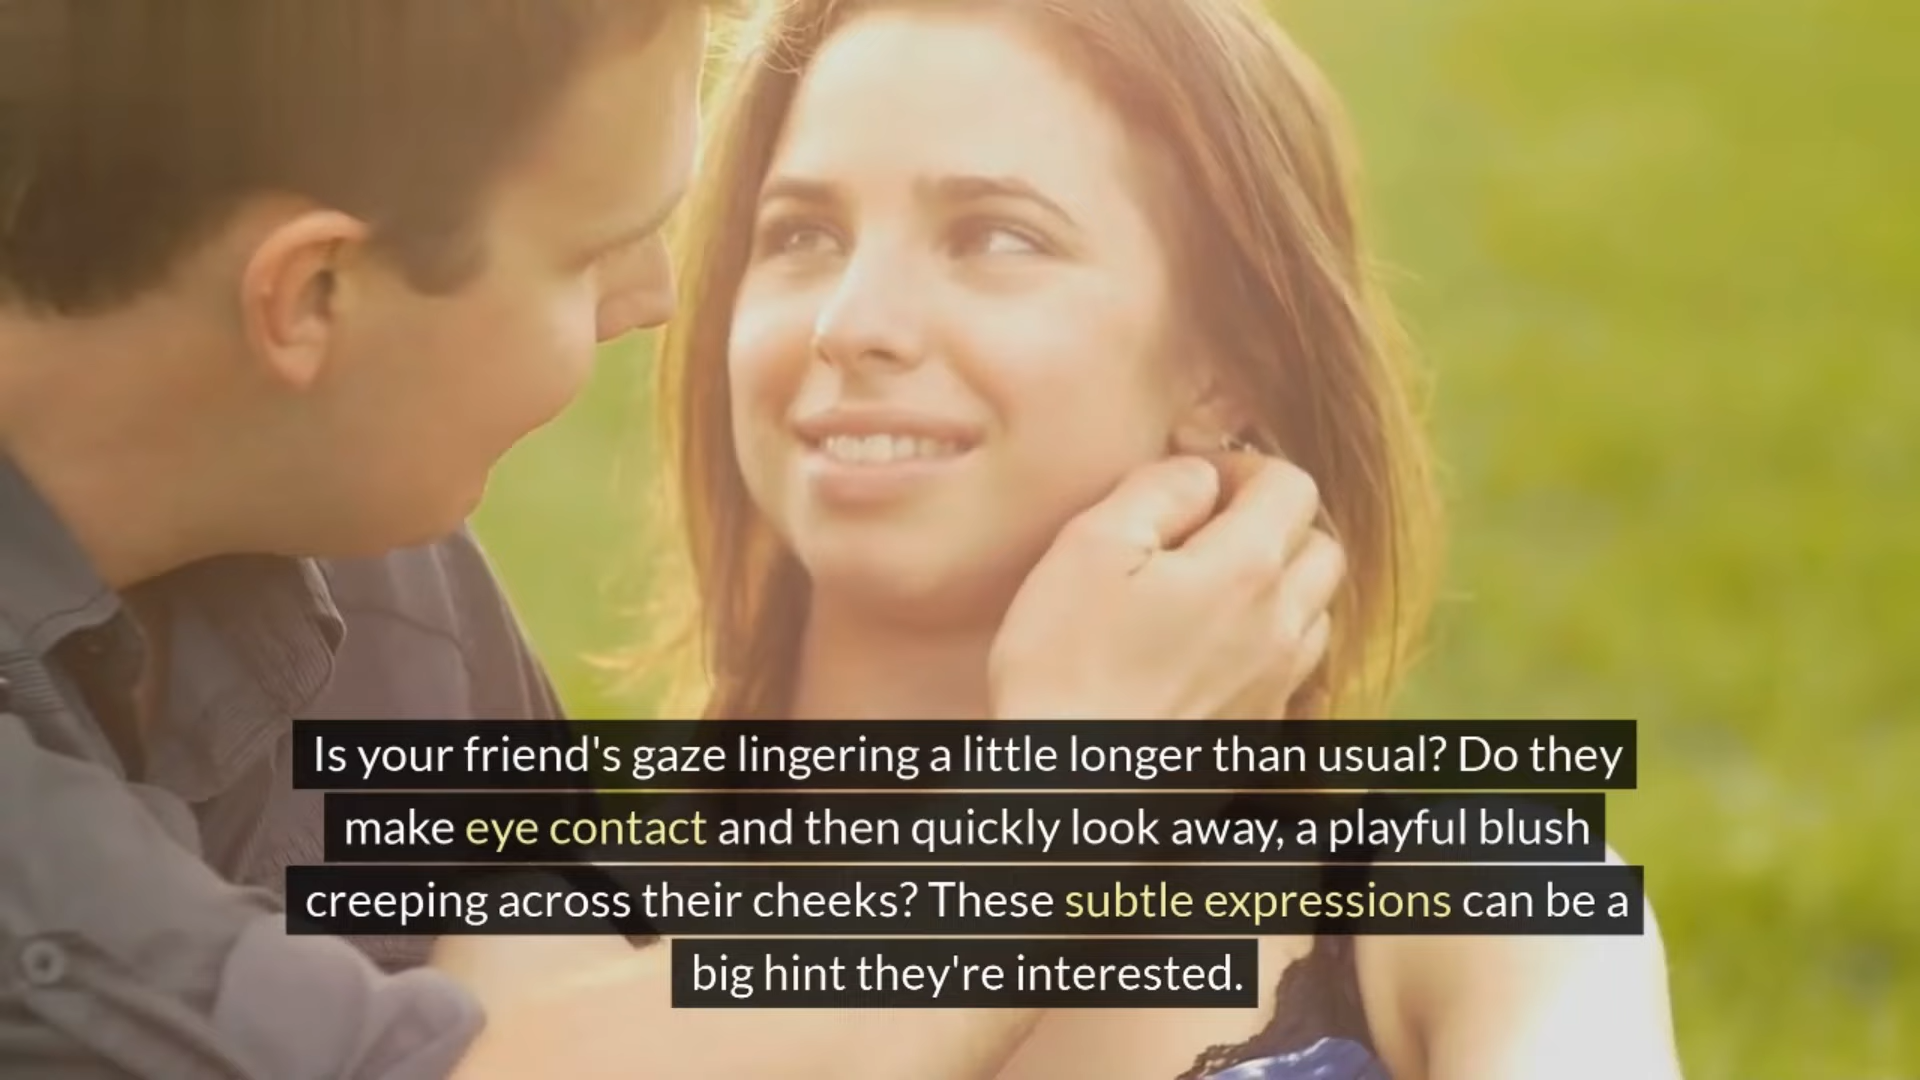 Is your friend's gaze lingering a little longer than usual? Do they
make eye contact and then quickly look away, a playful blush
creeping across their cheeks? These subtle expressions can be a
big hint they're interested.